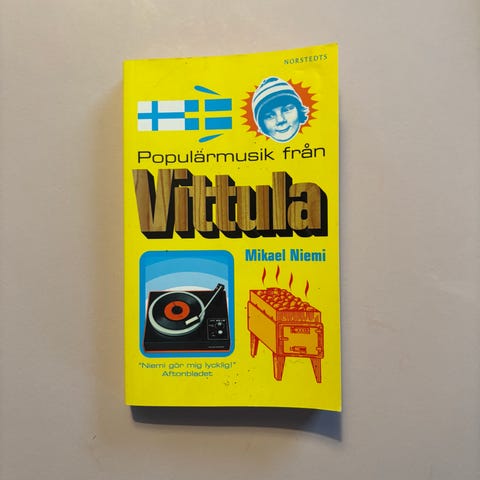 NORSTEDTS
Populärmusik från
Vittula
Mikael Niemi
"Niemi gör mig lycklig!"
Aftonbladet